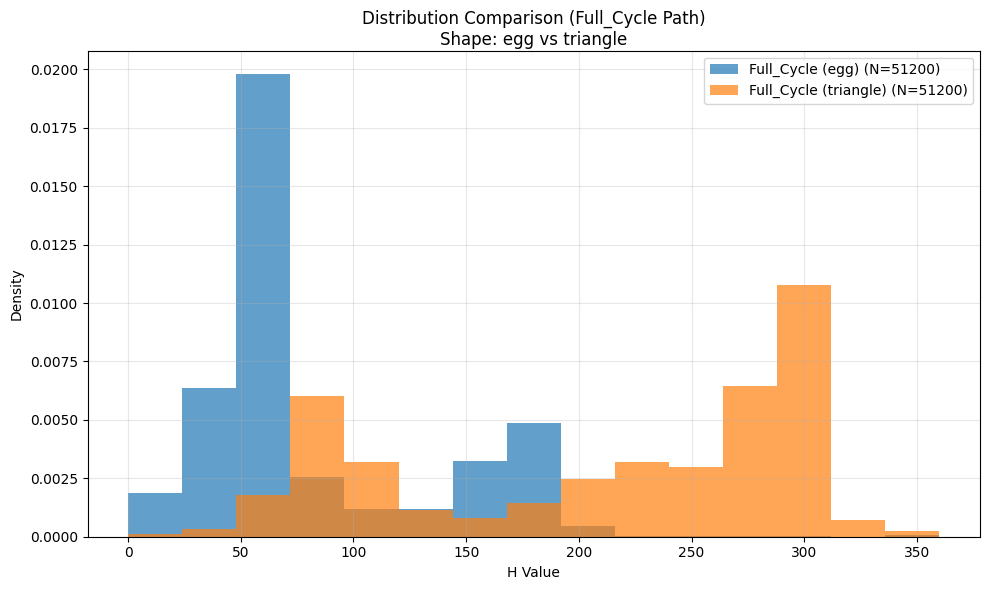 Distribution Comparison (Full_Cycle Path)
Shape: egg vs triangle
Full_Cycle (egg) (N=51200)
Full_Cycle (triangle) (N=51200)
Density
0.0200
0.0175
0.0150
0.0125
0.0100
0.0075
0.0050
0.0025
0.0000
0 50 100 150 200 250 300 350
H Value